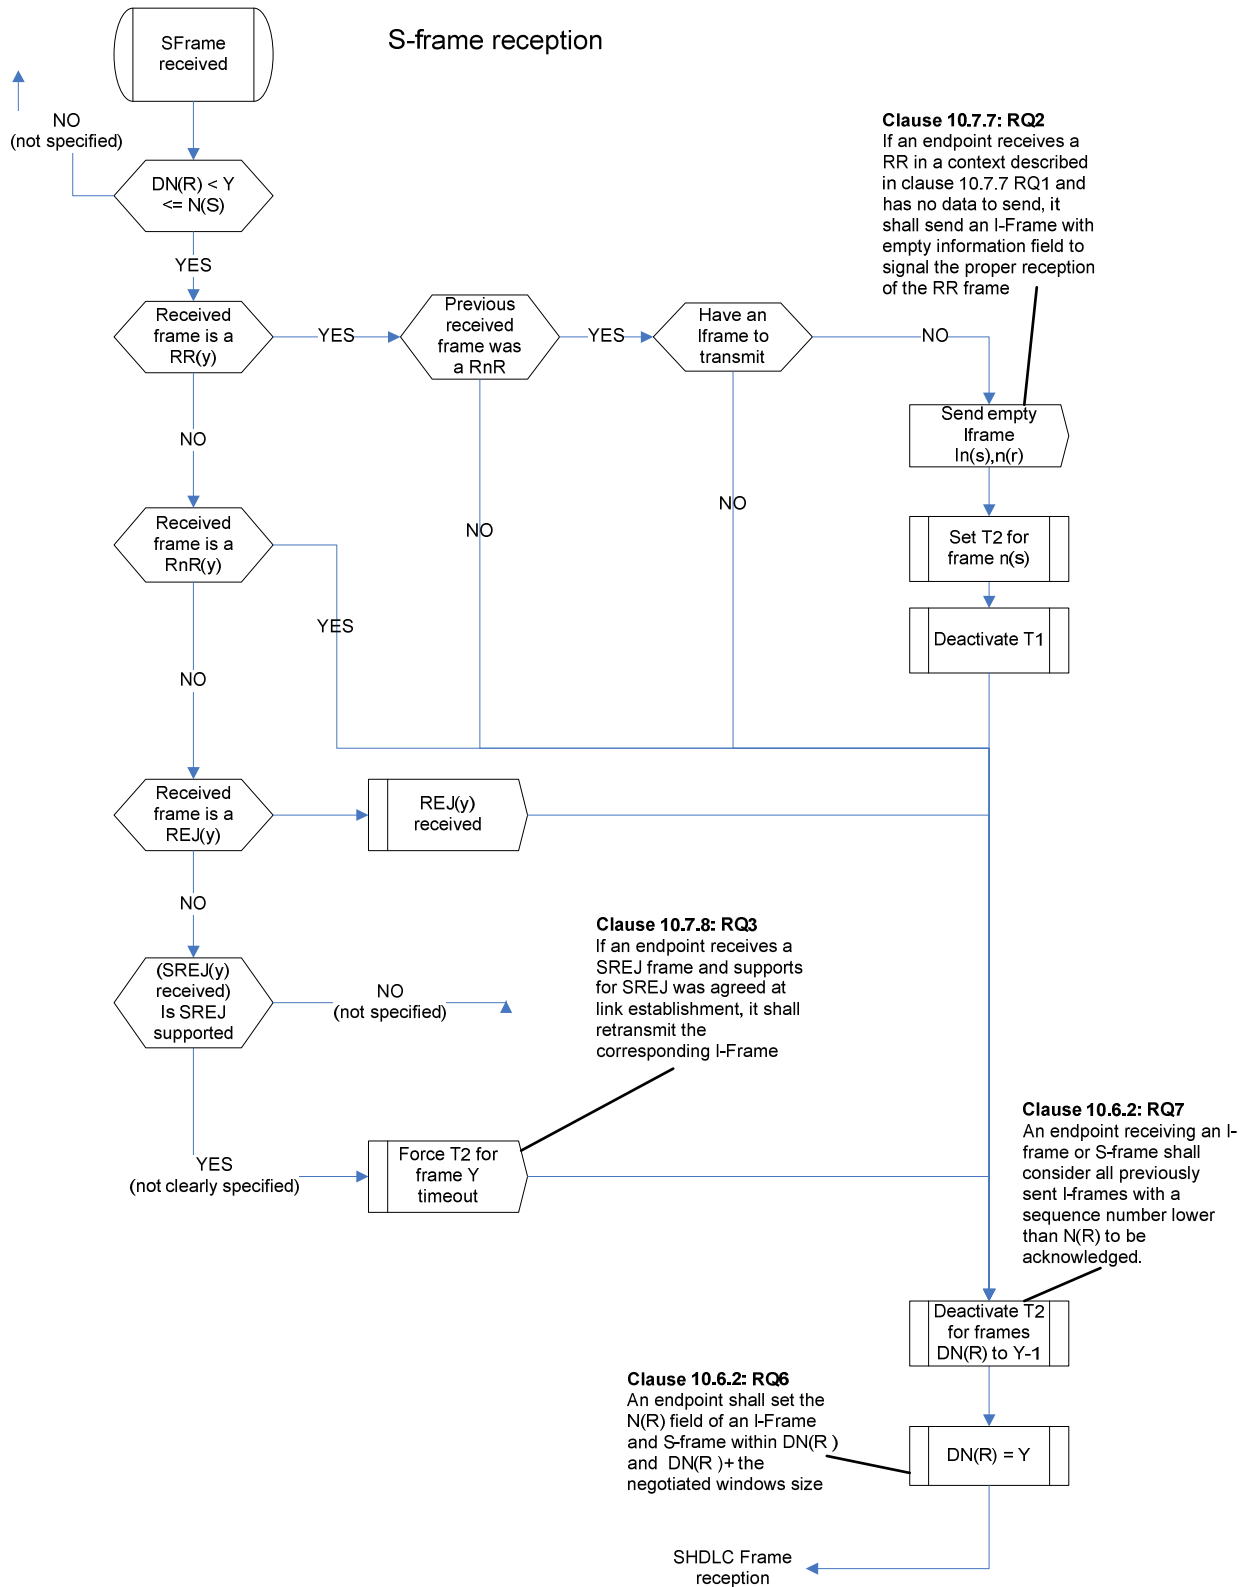 S-frame reception
SFrame
received
NO
(not specified)
DN(R) < Y
<= N(S)
YES
Clause 10.7.7: RQ2
If an endpoint receives a
RR in a context described
in clause 10.7.7 RQ1 and
has no data to send, it
shall send an I-Frame with
empty information field to
signal the proper reception
of the RR frame
Received
frame is a
RR(y)
YES
Previous
received
frame was
a RnR
YES
Have an
Iframe to
transmit
NO
NO
Send empty
Iframe
In(s),n(r)
NO
NO
Received
frame is a
RnR(y)
YES
Set T2 for
frame n(s)
Deactivate T1
NO
Received
frame is a
REJ(y)
REJ(y)
received
NO
(SREJ(y)
received)
Is SREJ
supported
NO
(not specified)
Clause 10.7.8: RQ3
If an endpoint receives a
SREJ frame and supports
for SREJ was agreed at
link establishment, it shall
retransmit the
corresponding I-Frame
YES
(not clearly specified)
Force T2 for
frame Y
timeout
Clause 10.6.2: RQ7
An endpoint receiving an I-
frame or S-frame shall
consider all previously
sent I-frames with a
sequence number lower
than N(R) to be
acknowledged.
Deactivate T2
for frames
DN(R) to Y-1
Clause 10.6.2: RQ6
An endpoint shall set the
N(R) field of an I-Frame
and S-frame within DN(R )
and DN(R )+ the
negotiated windows size
DN(R) = Y
SHDLC Frame
reception